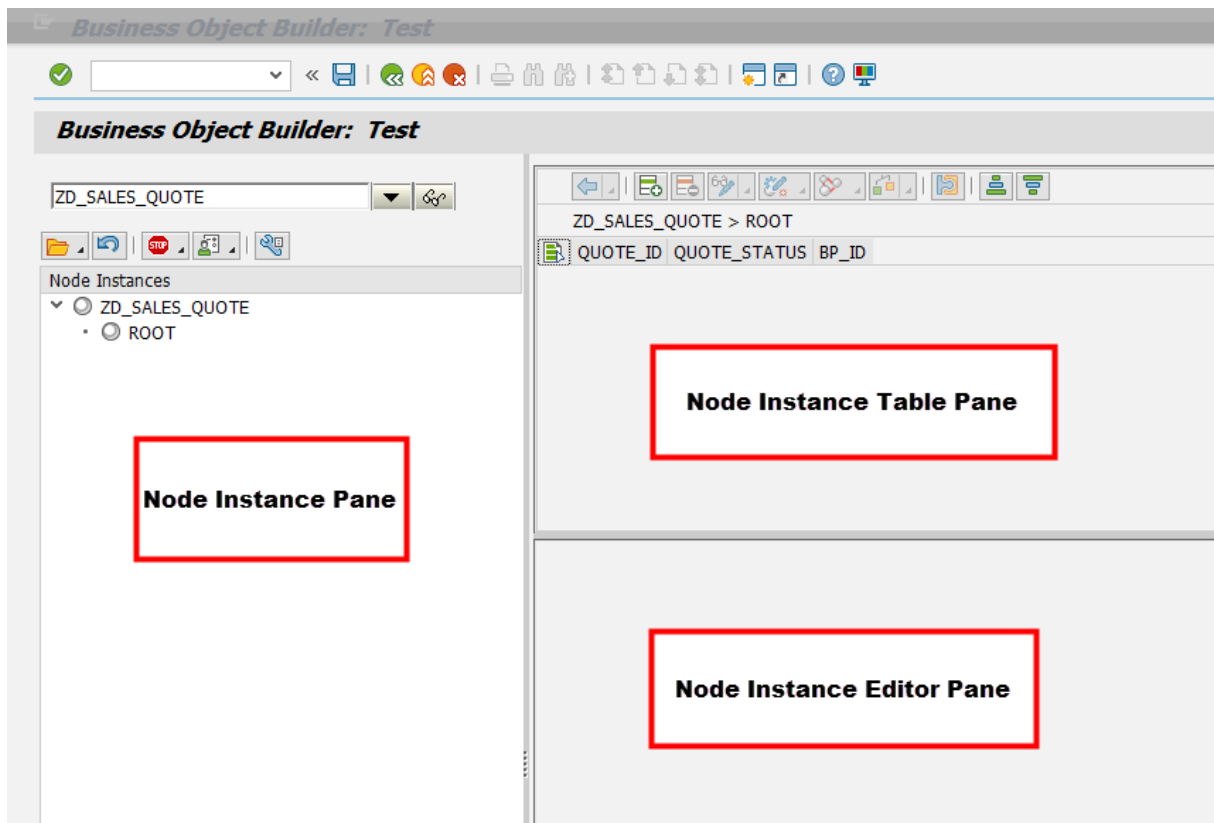 Business Object Builder: Test
Business Object Builder: Test
ZD_SALES_QUOTE
STOP
ZD_SALES_QUOTE > ROOT
QUOTE_ID QUOTE_STATUS BP_ID
Node Instances
ZD_SALES_QUOTE
ROOT
Node Instance Table Pane
Node Instance Pane
Node Instance Editor Pane